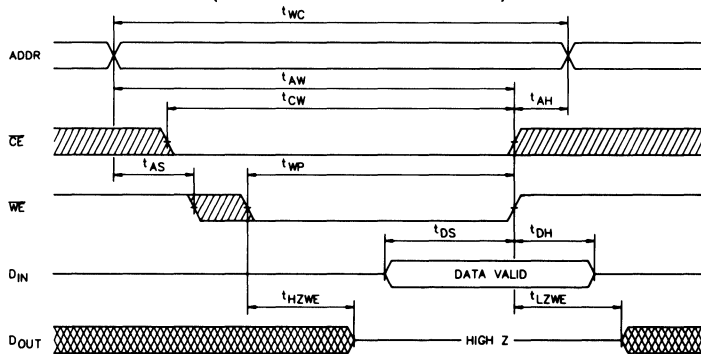 tWC
ADDR
tAW
tCW
tAH
CE
tAS
tWP
WE
tDS
tDH
DIN
DATA VALID
tHZWE
tLZWE
DOUT
HIGH Z